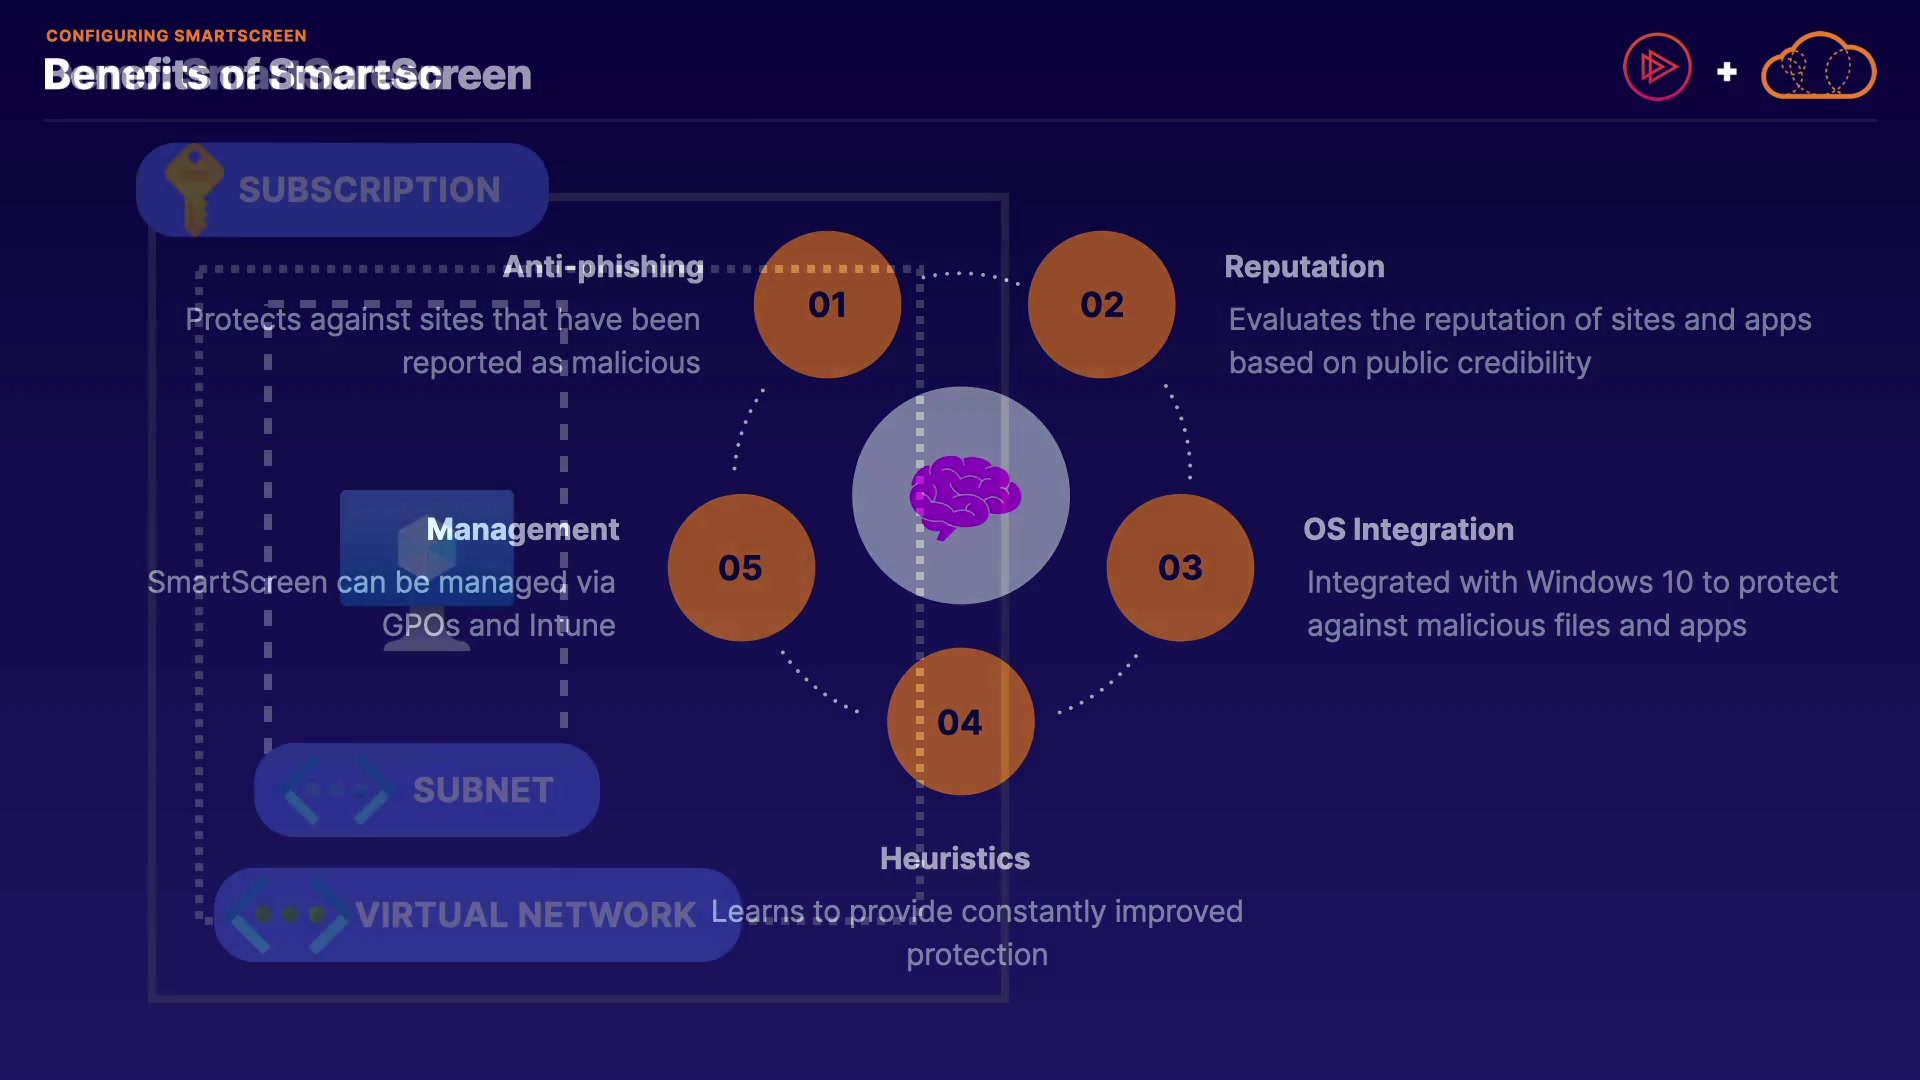 CONFIGURING SMARTSCREEN
Benefits of SmartScreen
SUBSCRIPTION
Anti-phishing
Protects against sites that have been
reported as malicious
01
02
Reputation
Evaluates the reputation of sites and apps
based on public credibility
Management
SmartScreen can be managed via
GPOs and Intune
05
03
OS Integration
Integrated with Windows 10 to protect
against malicious files and apps
04
SUBNET
Heuristics
Learns to provide constantly improved
protection
VIRTUAL NETWORK